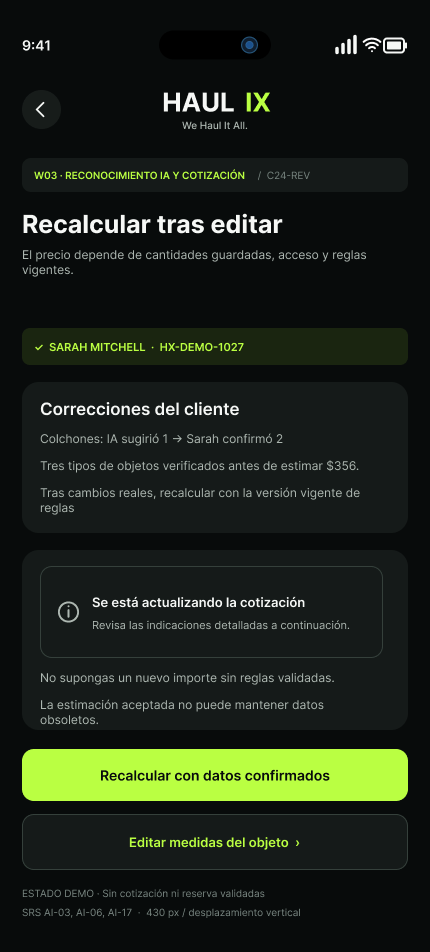 9:41
HAUL IX
We Haul It All.
W03 · RECONOCIMIENTO IA Y COTIZACIÓN / C24-REV
Recalcular tras editar
El precio depende de cantidades guardadas, acceso y reglas
vigentes.
✓ SARAH MITCHELL · HX-DEMO-1027
Correcciones del cliente
Colchones: IA sugirió 1 → Sarah confirmó 2
Tres tipos de objetos verificados antes de estimar $356.
Tras cambios reales, recalcular con la versión vigente de
reglas
Se está actualizando la cotización
Revisa las indicaciones detalladas a continuación.
No supongas un nuevo importe sin reglas validadas.
La estimación aceptada no puede mantener datos
obsoletos.
Recalcular con datos confirmados
Editar medidas del objeto ›
ESTADO DEMO · Sin cotización ni reserva validadas
SRS AI-03, AI-06, AI-17 · 430 px / desplazamiento vertical